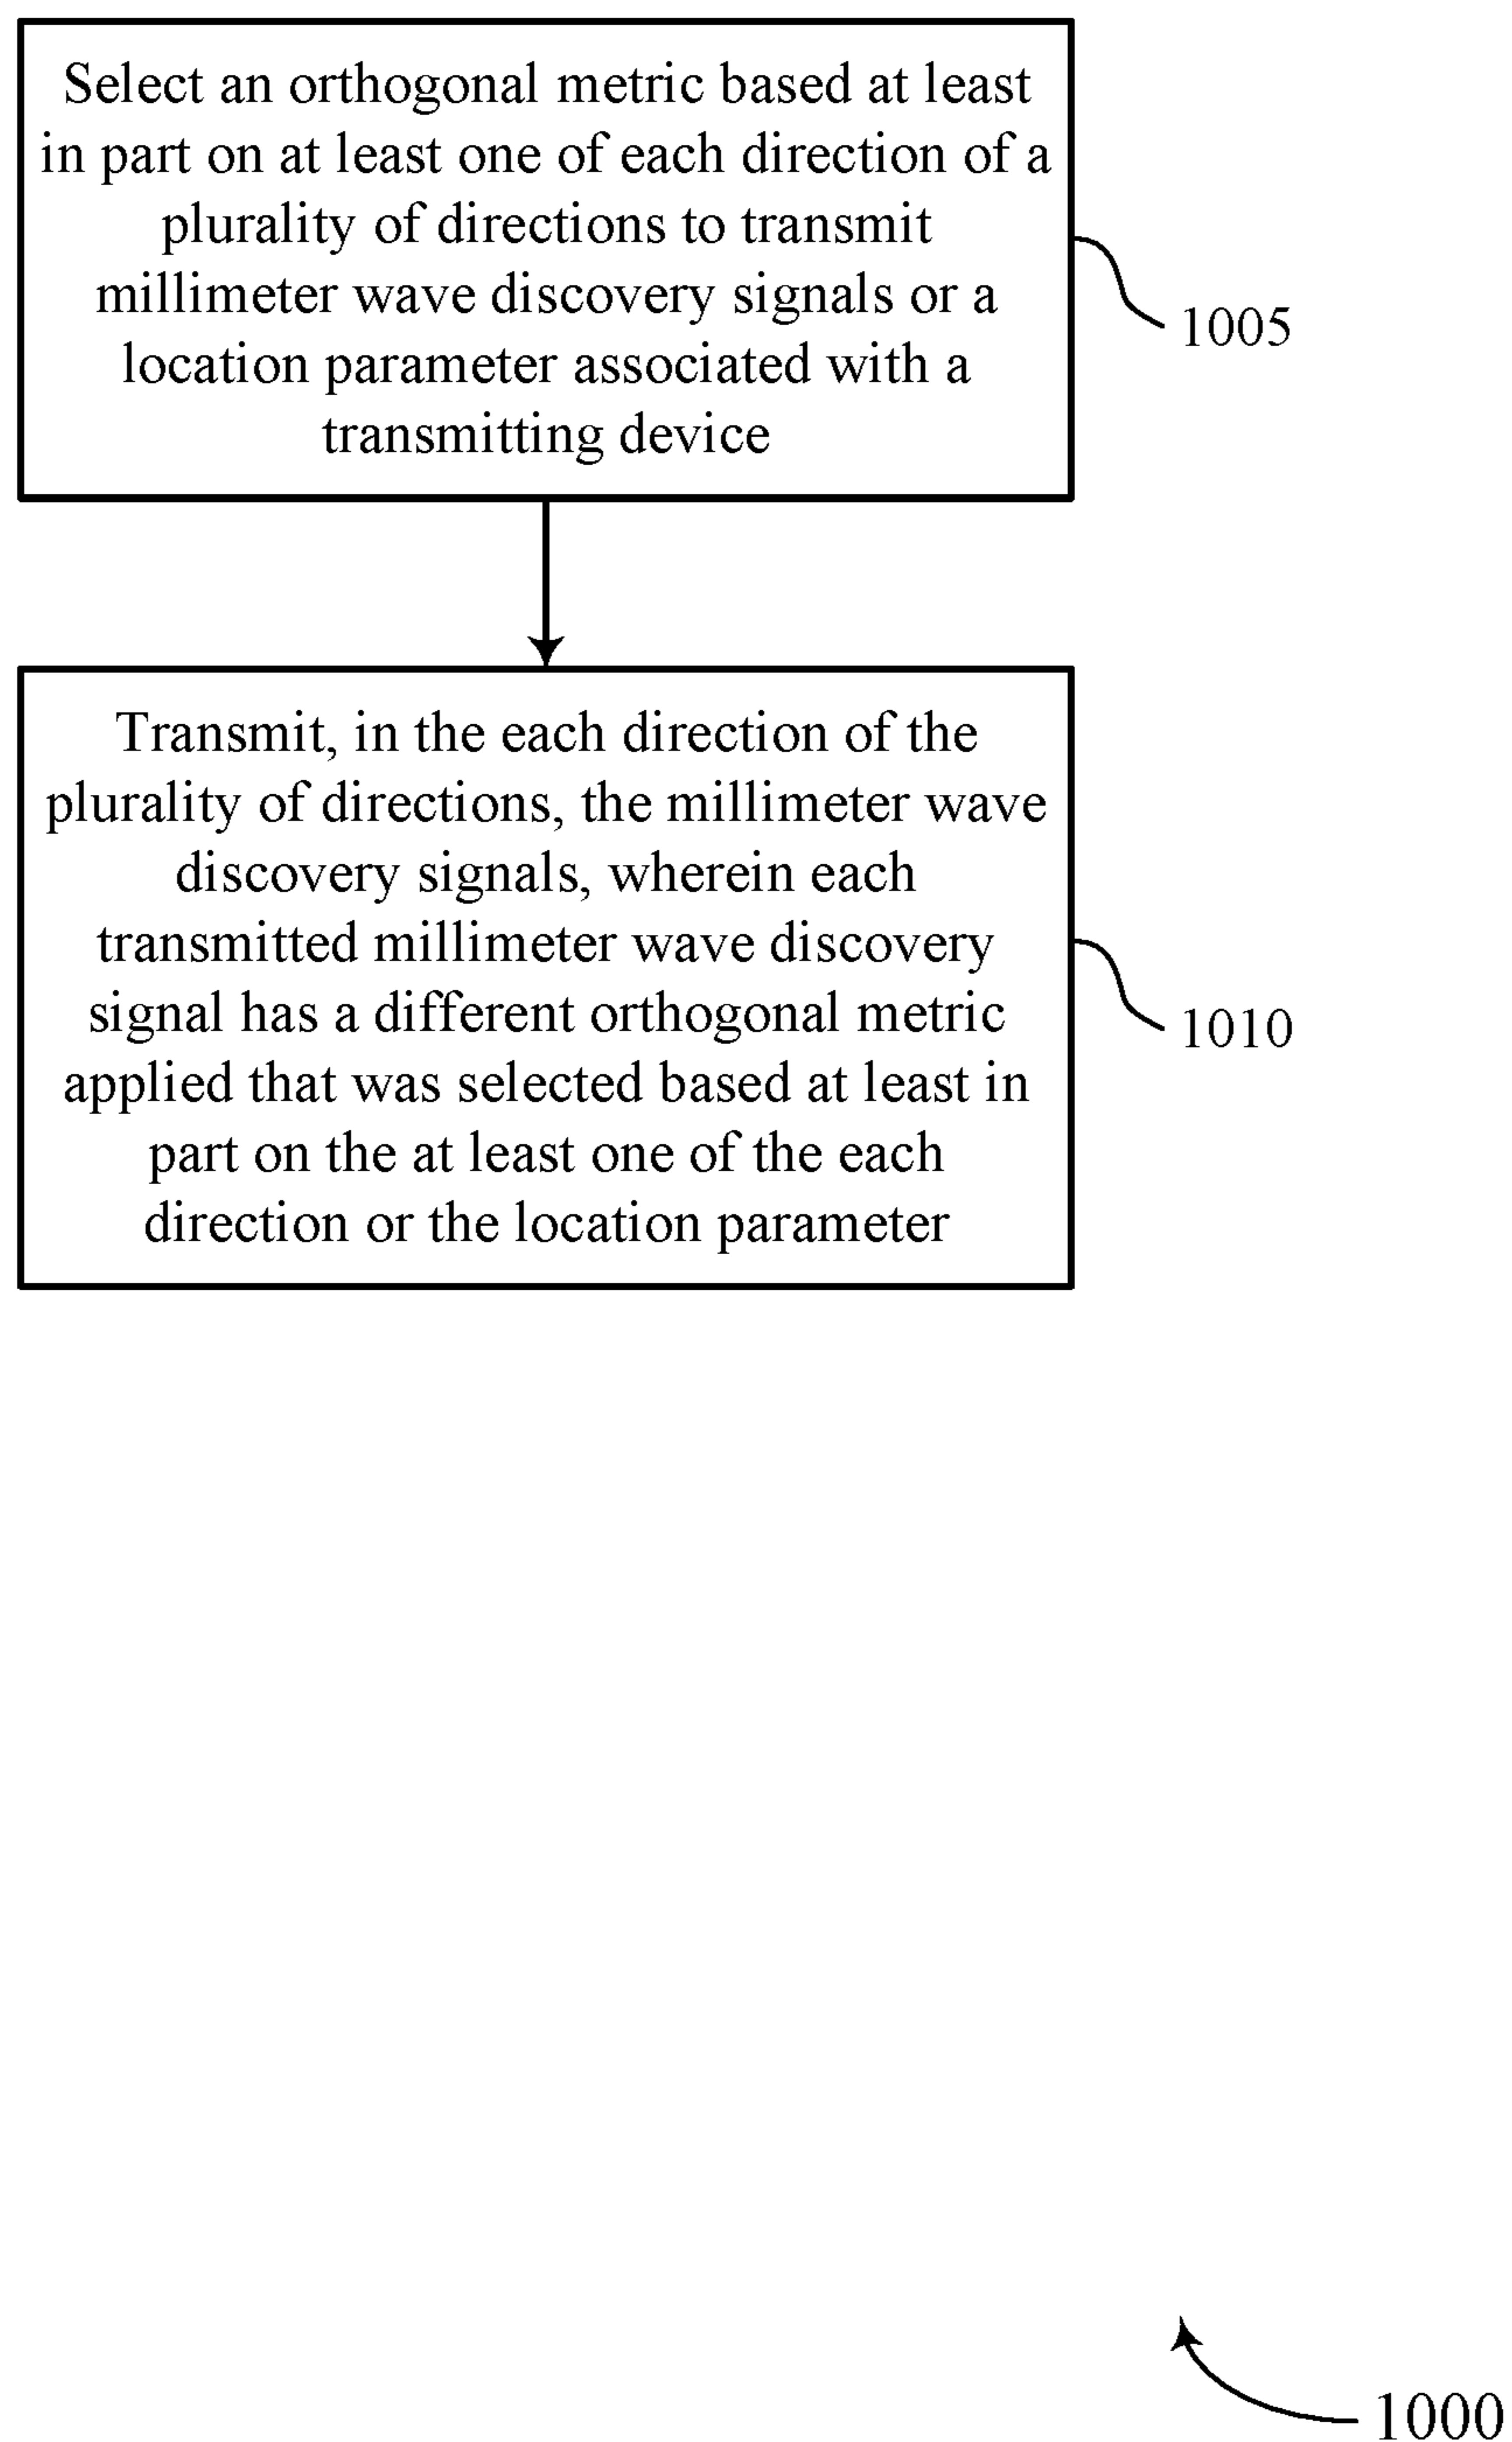 Select an orthogonal metric based at least
in part on at least one of each direction of a
plurality of directions to transmit
millimeter wave discovery signals or a
location parameter associated with a
transmitting device
1005
Transmit, in the each direction of the
plurality of directions, the millimeter wave
discovery signals, wherein each
transmitted millimeter wave discovery
signal has a different orthogonal metric
applied that was selected based at least in
part on the at least one of the each
direction or the location parameter
1010
1000